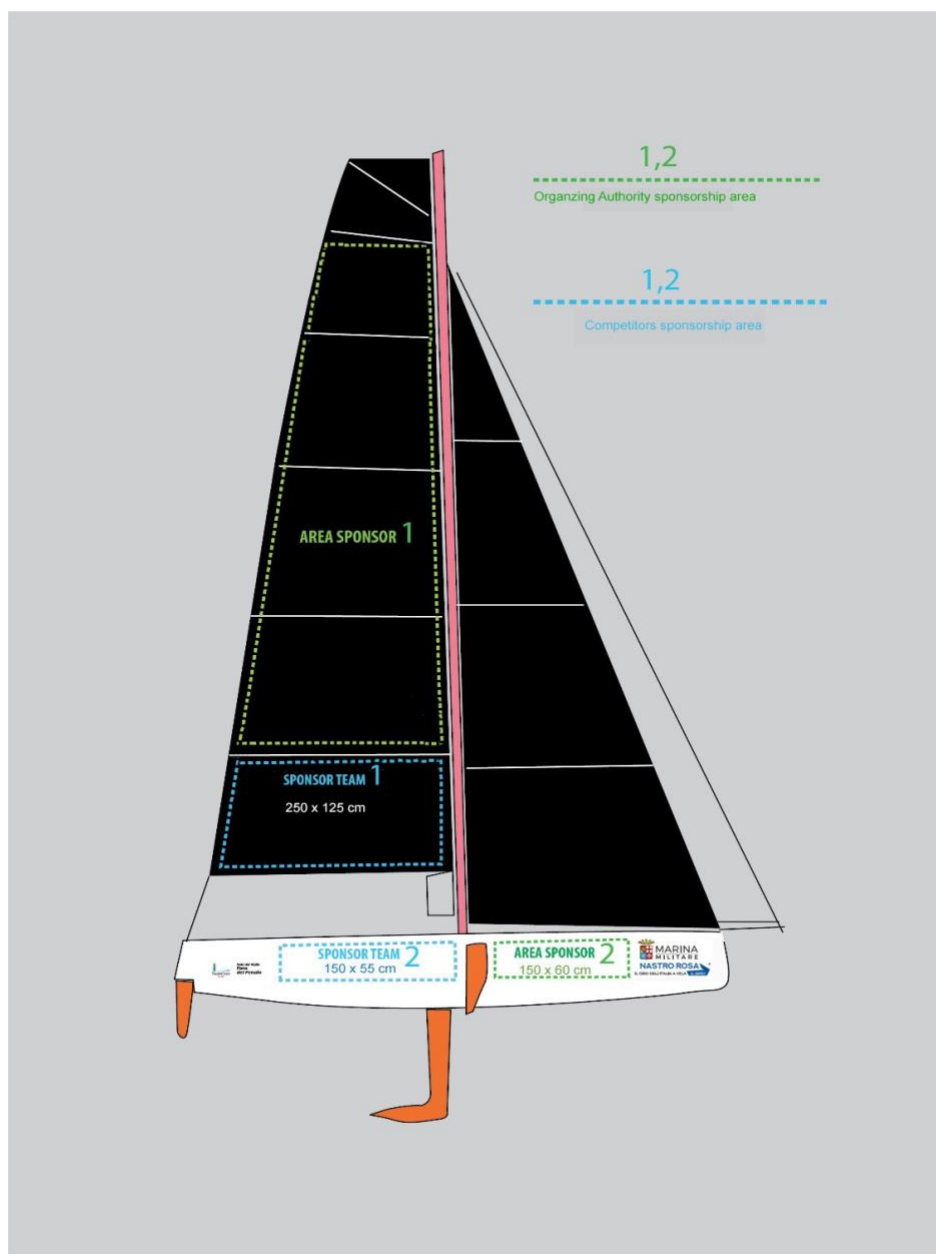 1,2
Organzing Authority sponsorship area
1,2
Competitors sponsorship area
AREA SPONSOR 1
SPONSOR TEAM 1
250 x 125 cm
SPONSOR TEAM 2
150 x 55 cm
AREA SPONSOR 2
150 x 60 cm
MARINA
MILITARE
NASTRO ROSA